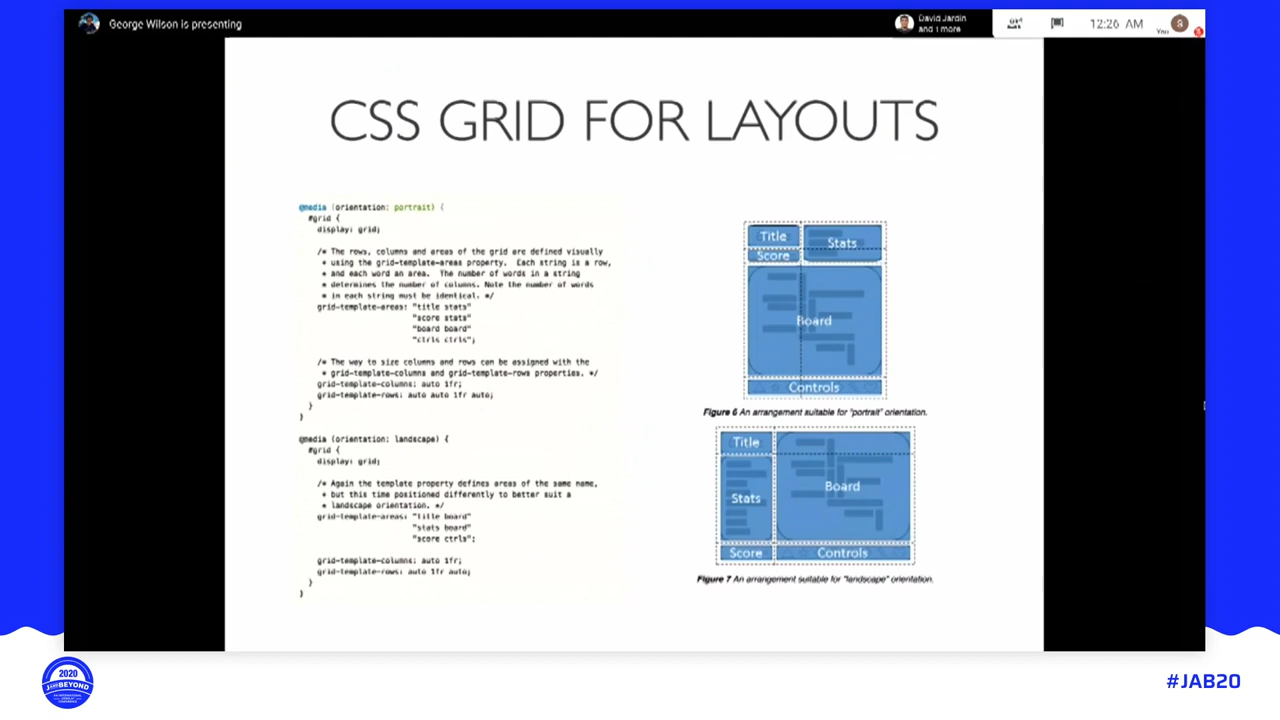 George Wilson is presenting
David Jardin
and 1 more
12:26 AM
You
S
CSS GRID FOR LAYOUTS
@media (orientation: portrait) {
#grid {
display: grid;
/* The rows, columns and areas of the grid are defined visually
* using the grid-template-areas property. Each string is a row,
* and each word an area. The number of words in a string
* determines the number of columns. Note the number of words
* in each string must be identical. */
grid-template-areas: "title stats"
"score stats"
"board board"
"ctrls ctrls";
/* The way to size columns and rows can be assigned with the
* grid-template-columns and grid-template-rows properties. */
grid-template-columns: auto 1fr;
grid-template-rows: auto auto 1fr auto;
}
}
@media (orientation: landscape) {
#grid {
display: grid;
/* Again the template property defines areas of the same name,
* but this time positioned differently to better suit a
* landscape orientation. */
grid-template-areas: "title board"
"stats board"
"score ctrls";
grid-template-columns: auto 1fr;
grid-template-rows: auto 1fr auto;
}
}
Title
Stats
Score
Board
Controls
Figure 6 An arrangement suitable for "portrait" orientation.
Title
Board
Stats
Score
Controls
Figure 7 An arrangement suitable for "landscape" orientation.
2020
J AND BEYOND
AN INTERNATIONAL
JOOMLA!
CONFERENCE
#JAB20